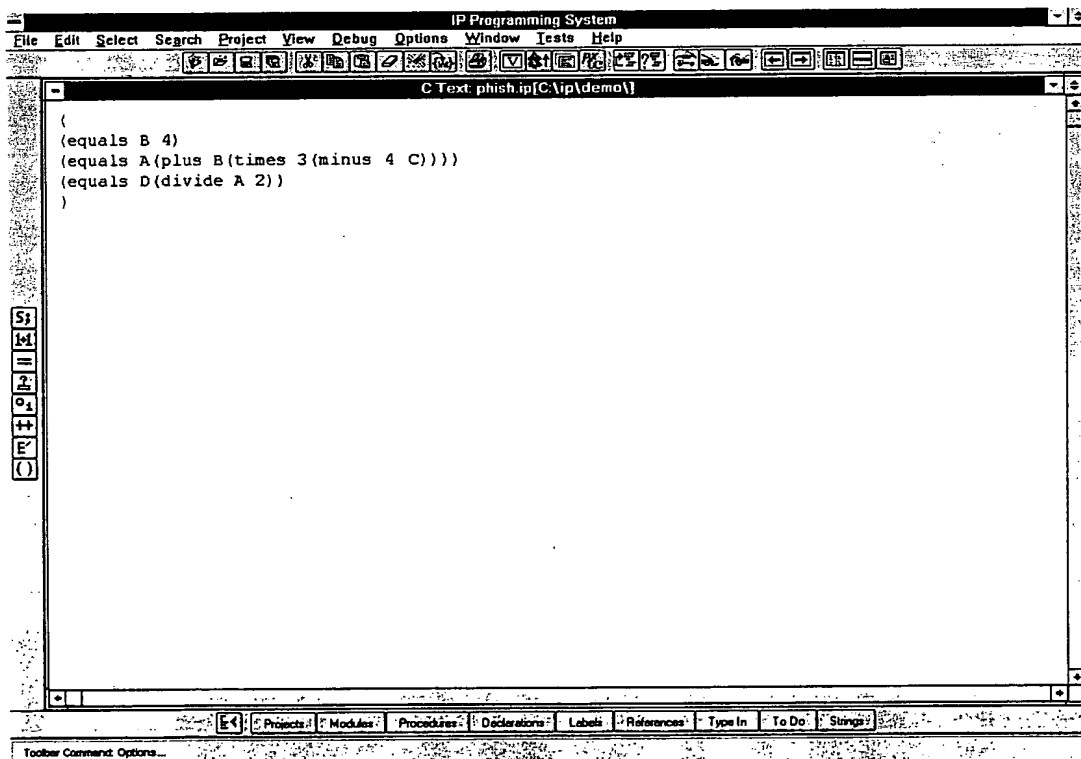 IP Programming System
File Edit Select Search Project View Debug Options Window Tests Help
C Text: phish.ip[C:\ip\demo\]
(
(equals B 4)
(equals A(plus B(times 3(minus 4 C))))
(equals D(divide A 2))
)
Projects Modules Procedures Declarations Labels References Type In To Do Strings
Toolbar Command: Options...